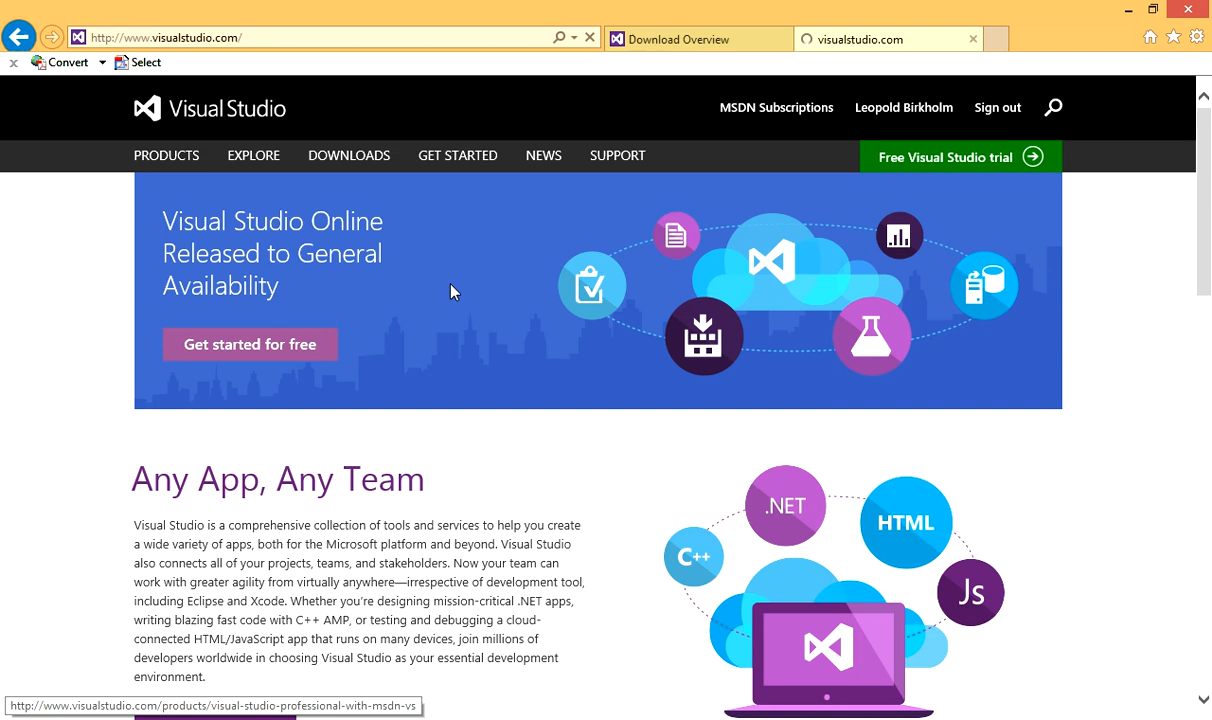 http://www.visualstudio.com/
Download Overview
visualstudio.com
x Convert Select
Visual Studio
MSDN Subscriptions Leopold Birkholm Sign out
PRODUCTS EXPLORE DOWNLOADS GET STARTED NEWS SUPPORT
Free Visual Studio trial
Visual Studio Online
Released to General
Availability
Get started for free
Any App, Any Team
Visual Studio is a comprehensive collection of tools and services to help you create
a wide variety of apps, both for the Microsoft platform and beyond. Visual Studio
also connects all of your projects, teams, and stakeholders. Now your team can
work with greater agility from virtually anywhere—irrespective of development tool,
including Eclipse and Xcode. Whether you're designing mission-critical .NET apps,
writing blazing fast code with C++ AMP, or testing and debugging a cloud-
connected HTML/JavaScript app that runs on many devices, join millions of
developers worldwide in choosing Visual Studio as your essential development
environment.
.NET
HTML
C++
Js
http://www.visualstudio.com/products/visual-studio-professional-with-msdn-vs